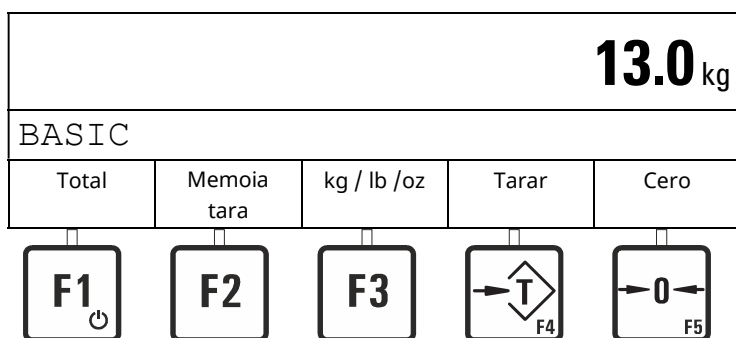 13.0 kg
BASIC
Total
Memoia
tara
kg / lb /oz
Tarar
Cero
F1
F2
F3
T
F4
0
F5